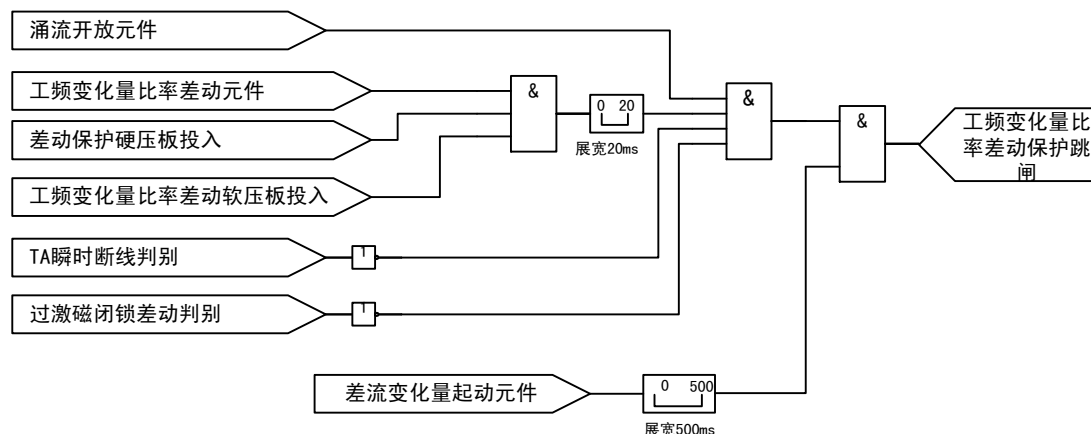 涌流开放元件
工频变化量比率差动元件
差动保护硬压板投入
工频变化量比率差动软压板投入
TA瞬时断线判别
过激磁闭锁差动判别
差流变化量起动元件
&
0 20
展宽20ms
&
&
1
1
0 500
展宽500ms
工频变化量比
率差动保护跳
闸